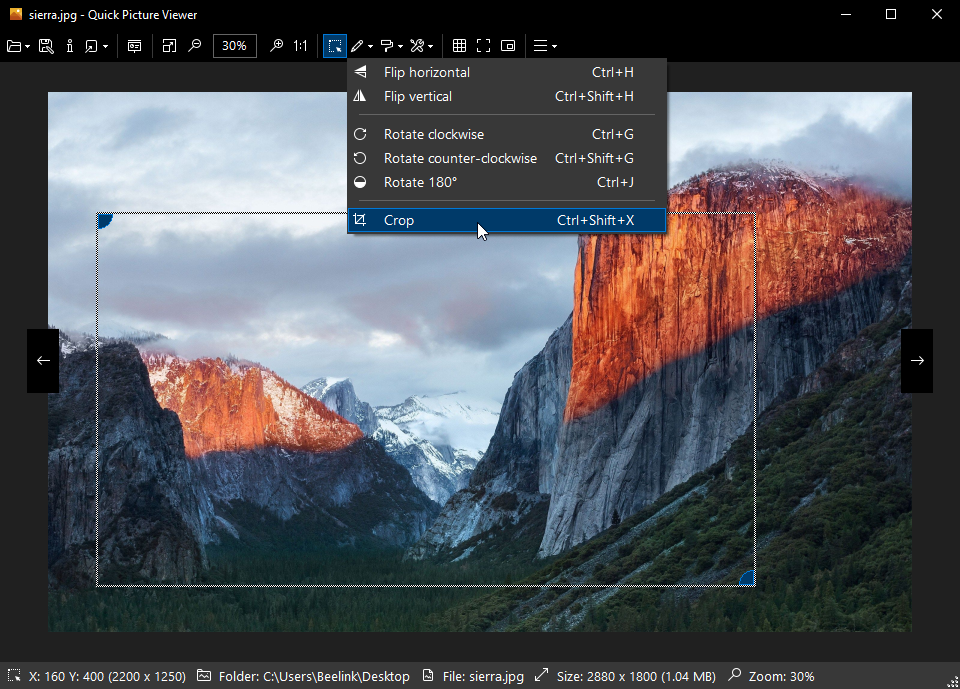 sierra.jpg - Quick Picture Viewer
30% 1:1
Flip horizontal Ctrl+H
Flip vertical Ctrl+Shift+H
Rotate clockwise Ctrl+G
Rotate counter-clockwise Ctrl+Shift+G
Rotate 180° Ctrl+J
Crop Ctrl+Shift+X
X: 160 Y: 400 (2200 x 1250) Folder: C:\Users\Beelink\Desktop File: sierra.jpg Size: 2880 x 1800 (1.04 MB) Zoom: 30%